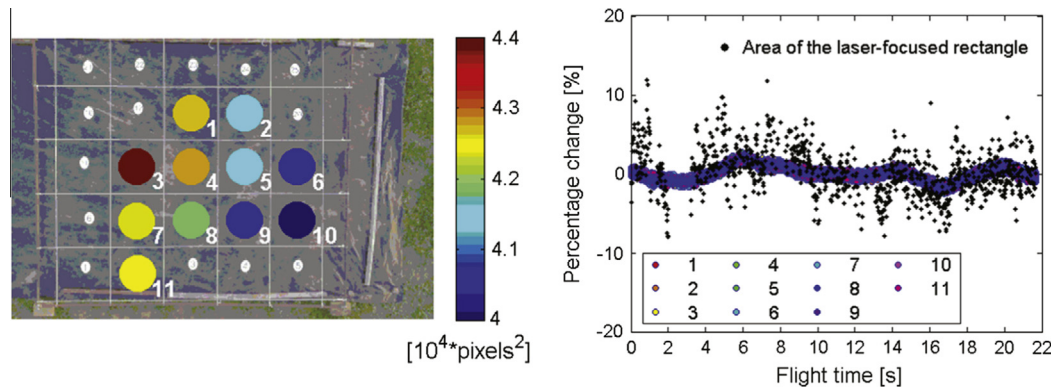 1 2
3 4 5 6
7 8 9 10
11
4.4
4.3
4.2
4.1
4
[10⁴*pixels²]
20
10
0
-10
-20
Percentage change [%]
Area of the laser-focused rectangle
1 4 7 10
2 5 8 11
3 6 9
0 2 4 6 8 10 12 14 16 18 20 22
Flight time [s]